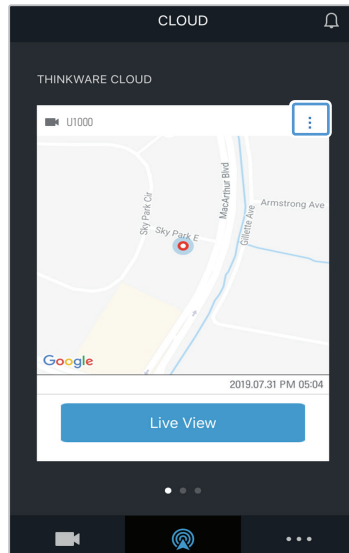 CLOUD
THINKWARE CLOUD
U1000
Sky Park Cir
Sky Park E
MacArthur Blvd
Gillette Ave
Armstrong Ave
Google
2019.07.31 PM 05:04
Live View